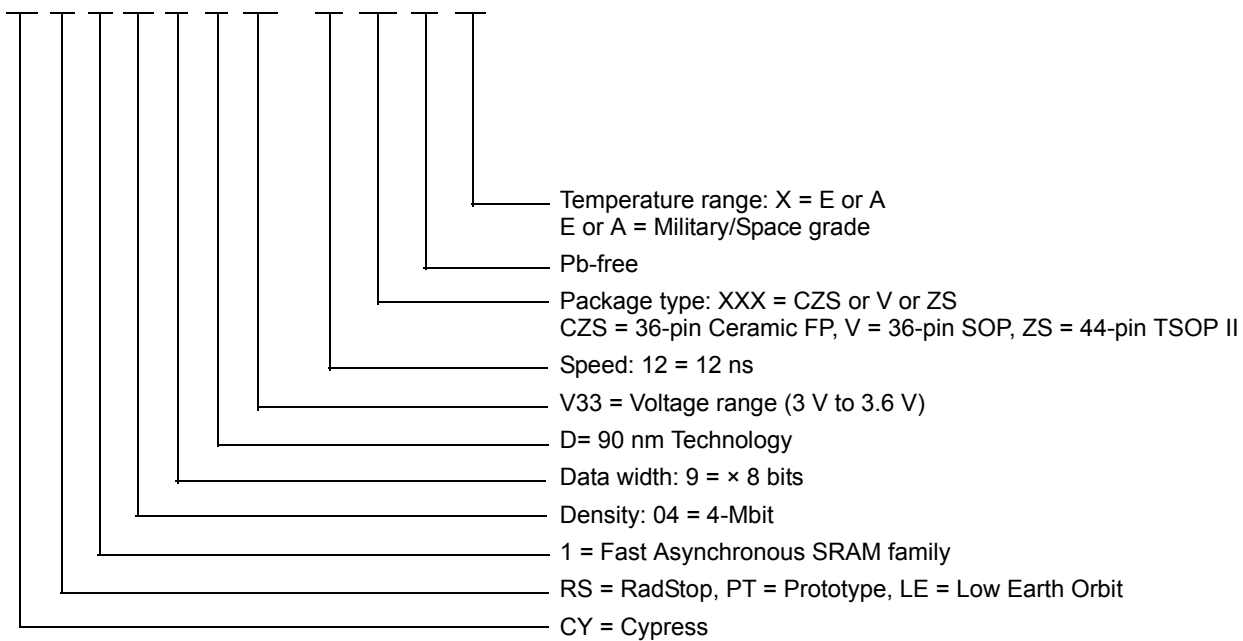 Temperature range: X = E or A
E or A = Military/Space grade
Pb-free
Package type: XXX = CZS or V or ZS
CZS = 36-pin Ceramic FP, V = 36-pin SOP, ZS = 44-pin TSOP II
Speed: 12 = 12 ns
V33 = Voltage range (3 V to 3.6 V)
D= 90 nm Technology
Data width: 9 = × 8 bits
Density: 04 = 4-Mbit
1 = Fast Asynchronous SRAM family
RS = RadStop, PT = Prototype, LE = Low Earth Orbit
CY = Cypress